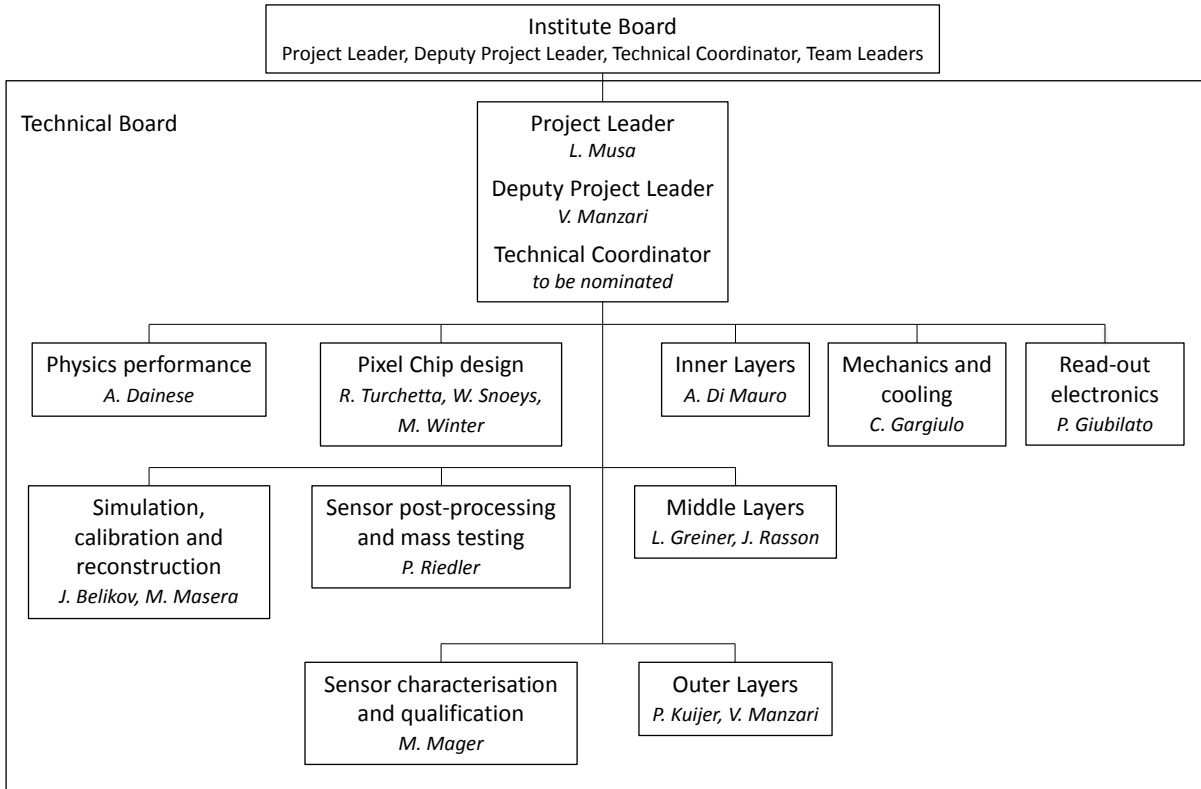 Institute Board
Project Leader, Deputy Project Leader, Technical Coordinator, Team Leaders
Technical Board
Project Leader
L. Musa
Deputy Project Leader
V. Manzari
Technical Coordinator
to be nominated
Physics performance
A. Dainese
Pixel Chip design
R. Turchetta, W. Snoeys,
M. Winter
Inner Layers
A. Di Mauro
Mechanics and
cooling
C. Gargiulo
Read-out
electronics
P. Giubilato
Simulation,
calibration and
reconstruction
J. Belikov, M. Masera
Sensor post-processing
and mass testing
P. Riedler
Middle Layers
L. Greiner, J. Rasson
Sensor characterisation
and qualification
M. Mager
Outer Layers
P. Kuijer, V. Manzari